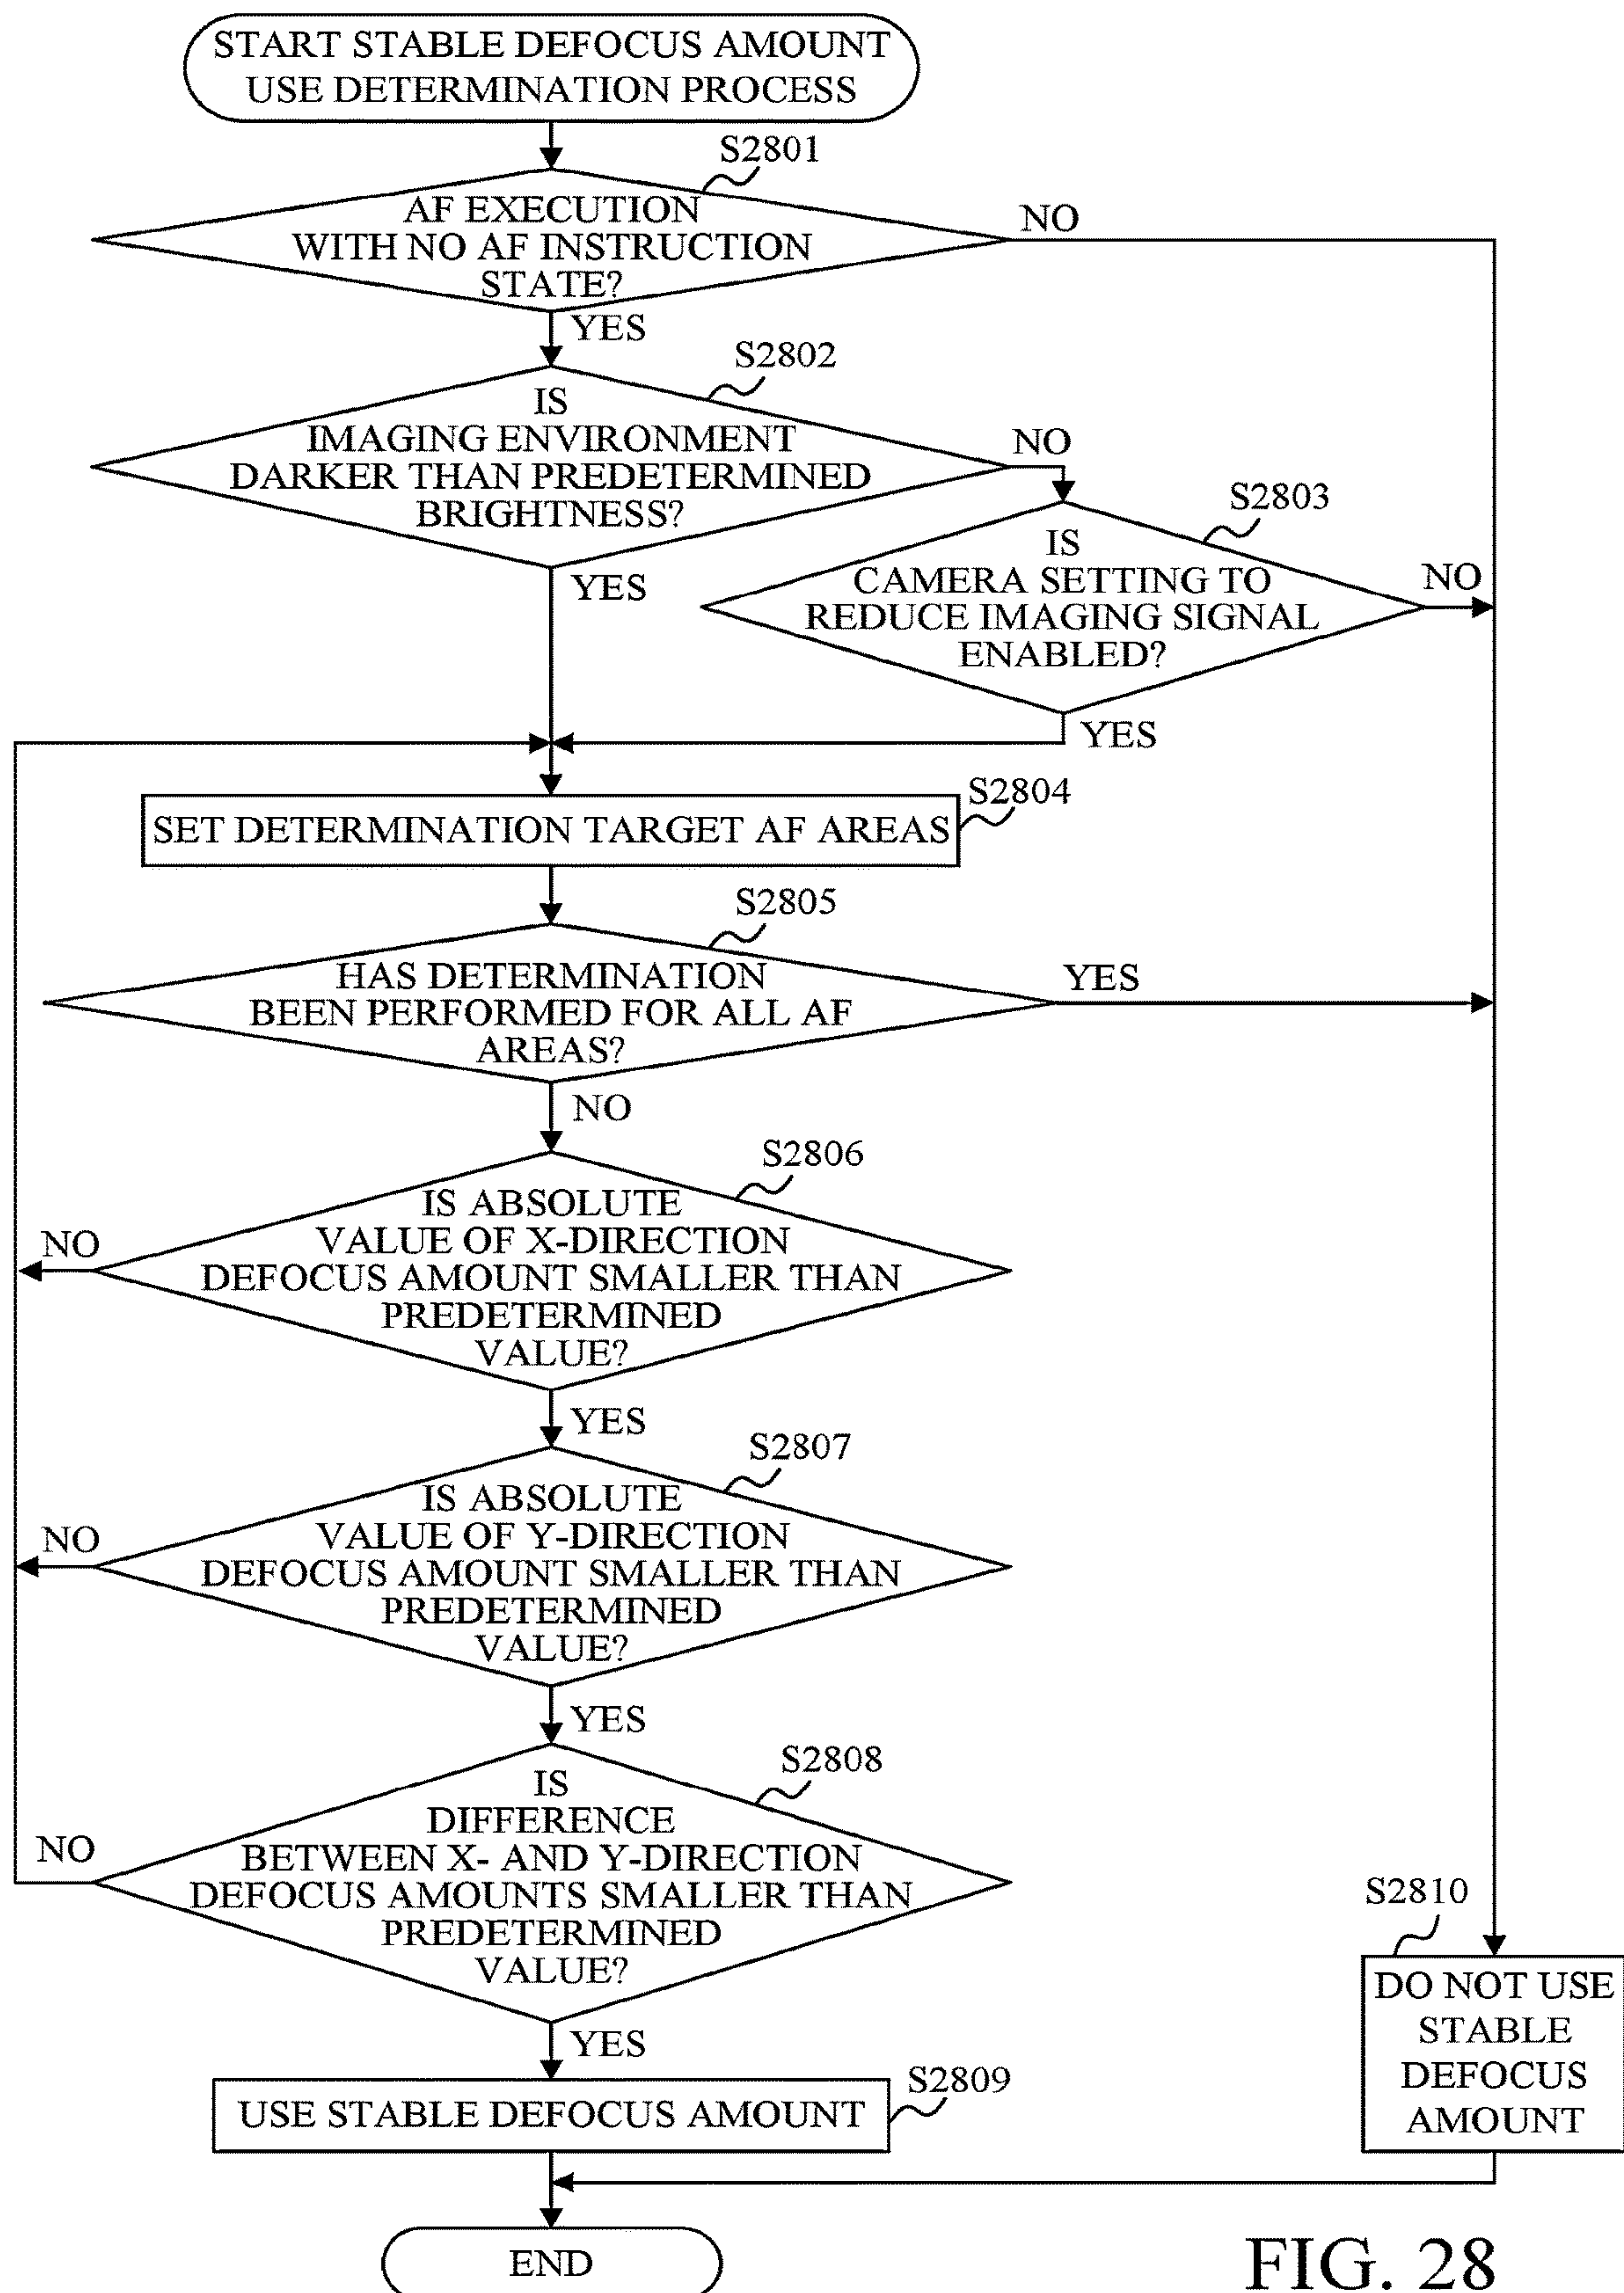 START STABLE DEFOCUS AMOUNT
USE DETERMINATION PROCESS
S2801
AF EXECUTION
WITH NO AF INSTRUCTION
STATE?
NO
YES
S2802
IS
IMAGING ENVIRONMENT
DARKER THAN PREDETERMINED
BRIGHTNESS?
NO
YES
S2803
IS
CAMERA SETTING TO
REDUCE IMAGING SIGNAL
ENABLED?
NO
YES
S2804
SET DETERMINATION TARGET AF AREAS
S2805
HAS DETERMINATION
BEEN PERFORMED FOR ALL AF
AREAS?
YES
NO
S2806
IS ABSOLUTE
VALUE OF X-DIRECTION
DEFOCUS AMOUNT SMALLER THAN
PREDETERMINED
VALUE?
NO
YES
S2807
IS ABSOLUTE
VALUE OF Y-DIRECTION
DEFOCUS AMOUNT SMALLER THAN
PREDETERMINED
VALUE?
NO
YES
S2808
IS
DIFFERENCE
BETWEEN X- AND Y-DIRECTION
DEFOCUS AMOUNTS SMALLER THAN
PREDETERMINED
VALUE?
NO
YES
S2809
USE STABLE DEFOCUS AMOUNT
S2810
DO NOT USE
STABLE
DEFOCUS
AMOUNT
END
FIG. 28